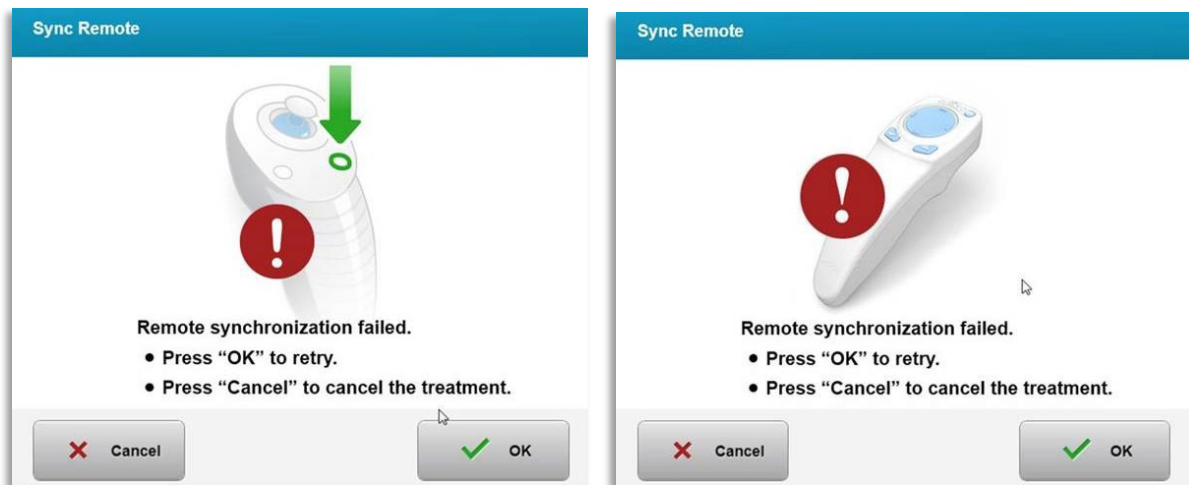 Sync Remote
Remote synchronization failed.
• Press “OK” to retry.
• Press “Cancel” to cancel the treatment.
Cancel
OK
Sync Remote
Remote synchronization failed.
• Press “OK” to retry.
• Press “Cancel” to cancel the treatment.
Cancel
OK